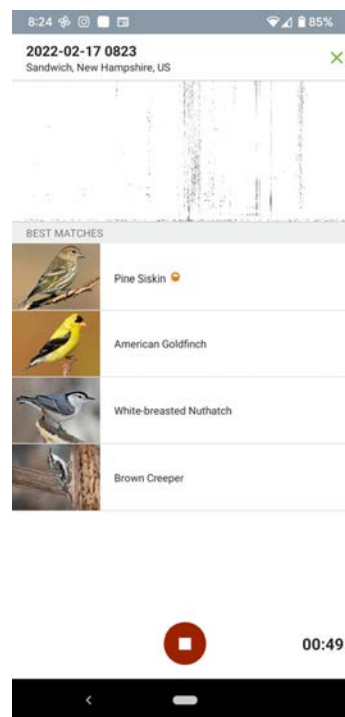 8:24 85%
2022-02-17 0823
Sandwich, New Hampshire, US
BEST MATCHES
Pine Siskin
American Goldfinch
White-breasted Nuthatch
Brown Creeper
00:49